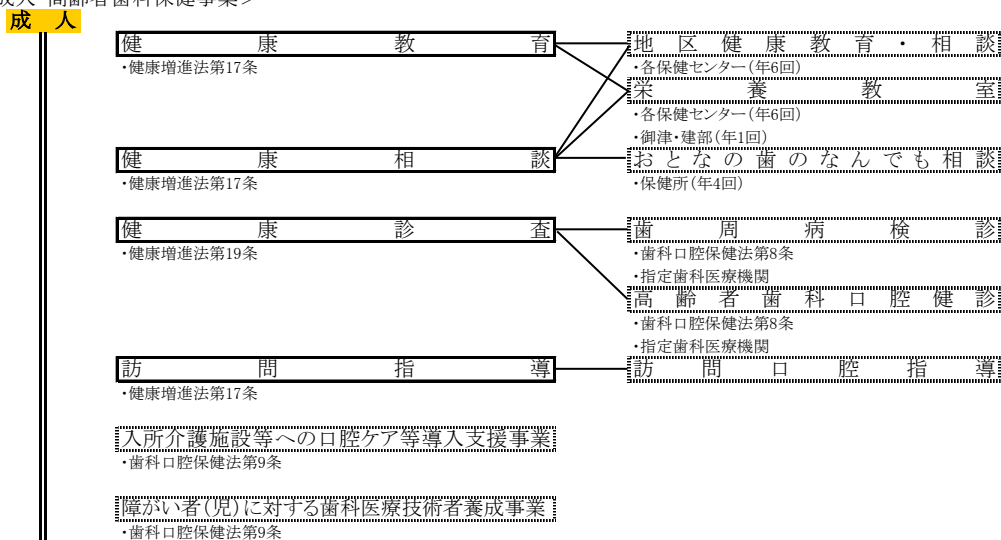 成人
健康教育
・健康増進法第17条
地区健康教育・相談
・各保健センター(年6回)
栄養教室
・各保健センター(年6回)
・御津・建部(年1回)
健康相談
・健康増進法第17条
おとなの歯のなんでも相談
・保健所(年4回)
健康診査
・健康増進法第19条
歯周病検診
・歯科口腔保健法第8条
・指定歯科医療機関
高齢者歯科口腔健診
・歯科口腔保健法第8条
・指定歯科医療機関
訪問指導
・健康増進法第17条
訪問口腔指導
入所介護施設等への口腔ケア等導入支援事業
・歯科口腔保健法第9条
障がい者(児)に対する歯科医療技術者養成事業
・歯科口腔保健法第9条